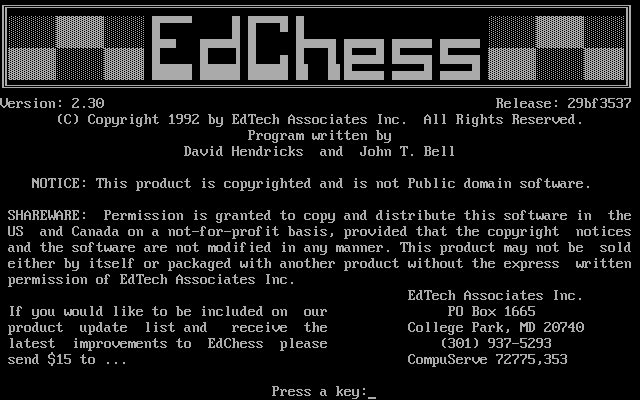 EdChess
Version: 2.30 Release: 29bf3537
(C) Copyright 1992 by EdTech Associates Inc. All Rights Reserved.
Program written by
David Hendricks and John T. Bell
NOTICE: This product is copyrighted and is not Public domain software.
SHAREWARE: Permission is granted to copy and distribute this software in the
US and Canada on a not-for-profit basis, provided that the copyright notices
and the software are not modified in any manner. This product may not be sold
either by itself or packaged with another product without the express written
permission of EdTech Associates Inc.
If you would like to be included on our
product update list and receive the
latest improvements to EdChess please
send $15 to ...
EdTech Associates Inc.
PO Box 1665
College Park, MD 20740
(301) 937-5293
CompuServe 72775,353
Press a key:_